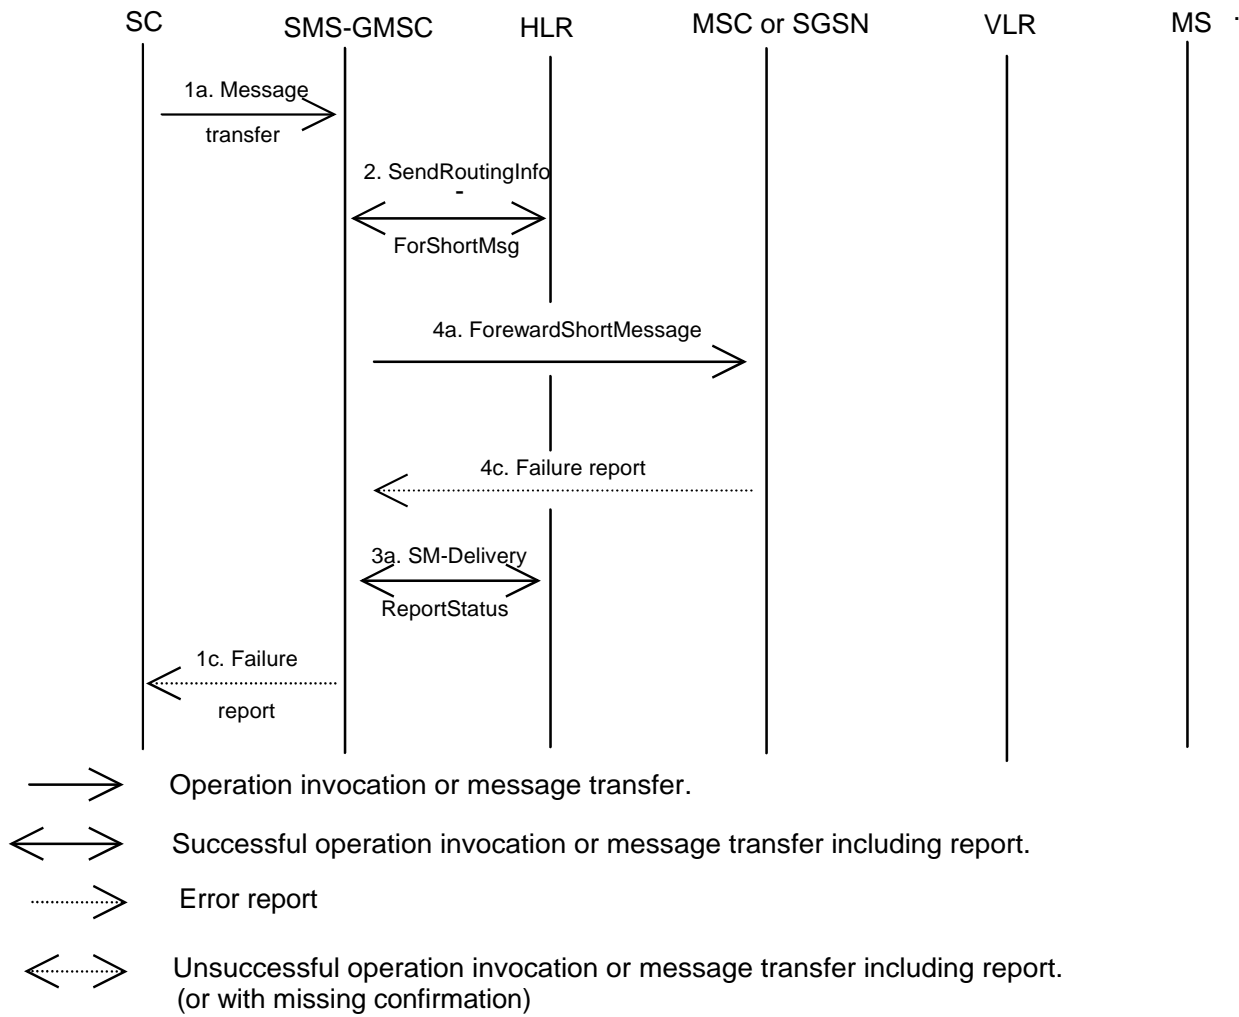 SC SMS-GMSC HLR MSC or SGSN VLR MS .
1a. Message
transfer
2. SendRoutingInfo
-
ForShortMsg
4a. ForewardShortMessage
4c. Failure report
3a. SM-Delivery
ReportStatus
1c. Failure
report
Operation invocation or message transfer.
Successful operation invocation or message transfer including report.
Error report
Unsuccessful operation invocation or message transfer including report.
(or with missing confirmation)